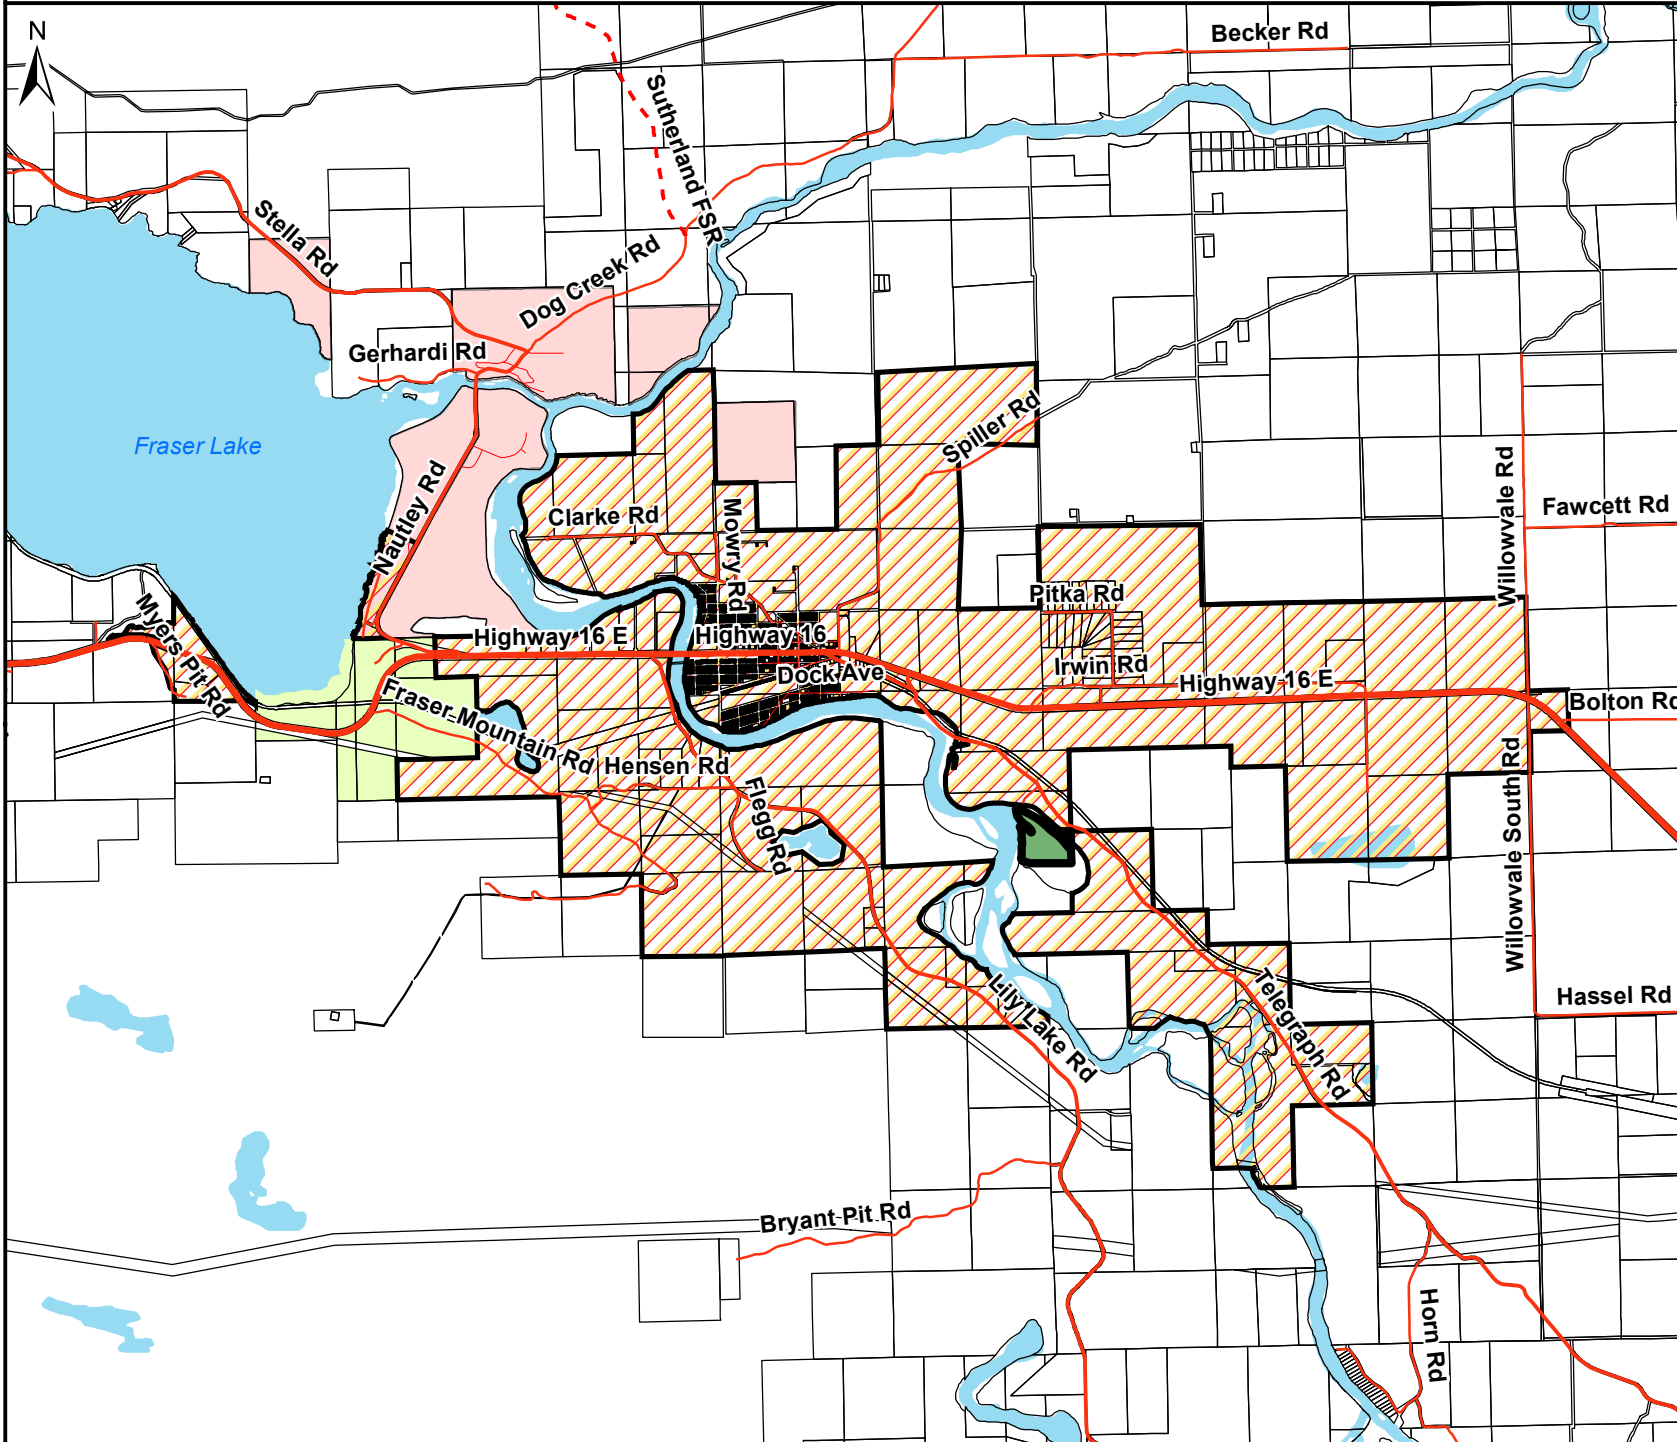 N
Becker Rd
Sutherland FSR
Stella Rd
Dog Creek Rd
Gerhardi Rd
Fraser Lake
Spiller Rd
Nautley Rd
Clarke Rd
Mowry Rd
Willowvale Rd
Fawcett Rd
Pitka Rd
Myers Pit Rd
Highway 16 E
Highway 16
Irwin Rd
Dock Ave
Highway 16 E
Bolton Rd
Fraser Mountain Rd
Hensen Rd
Flegg Rd
Willowvale South Rd
Lily Lake Rd
Telegraph Rd
Hassel Rd
Bryant Pit Rd
Horn Rd